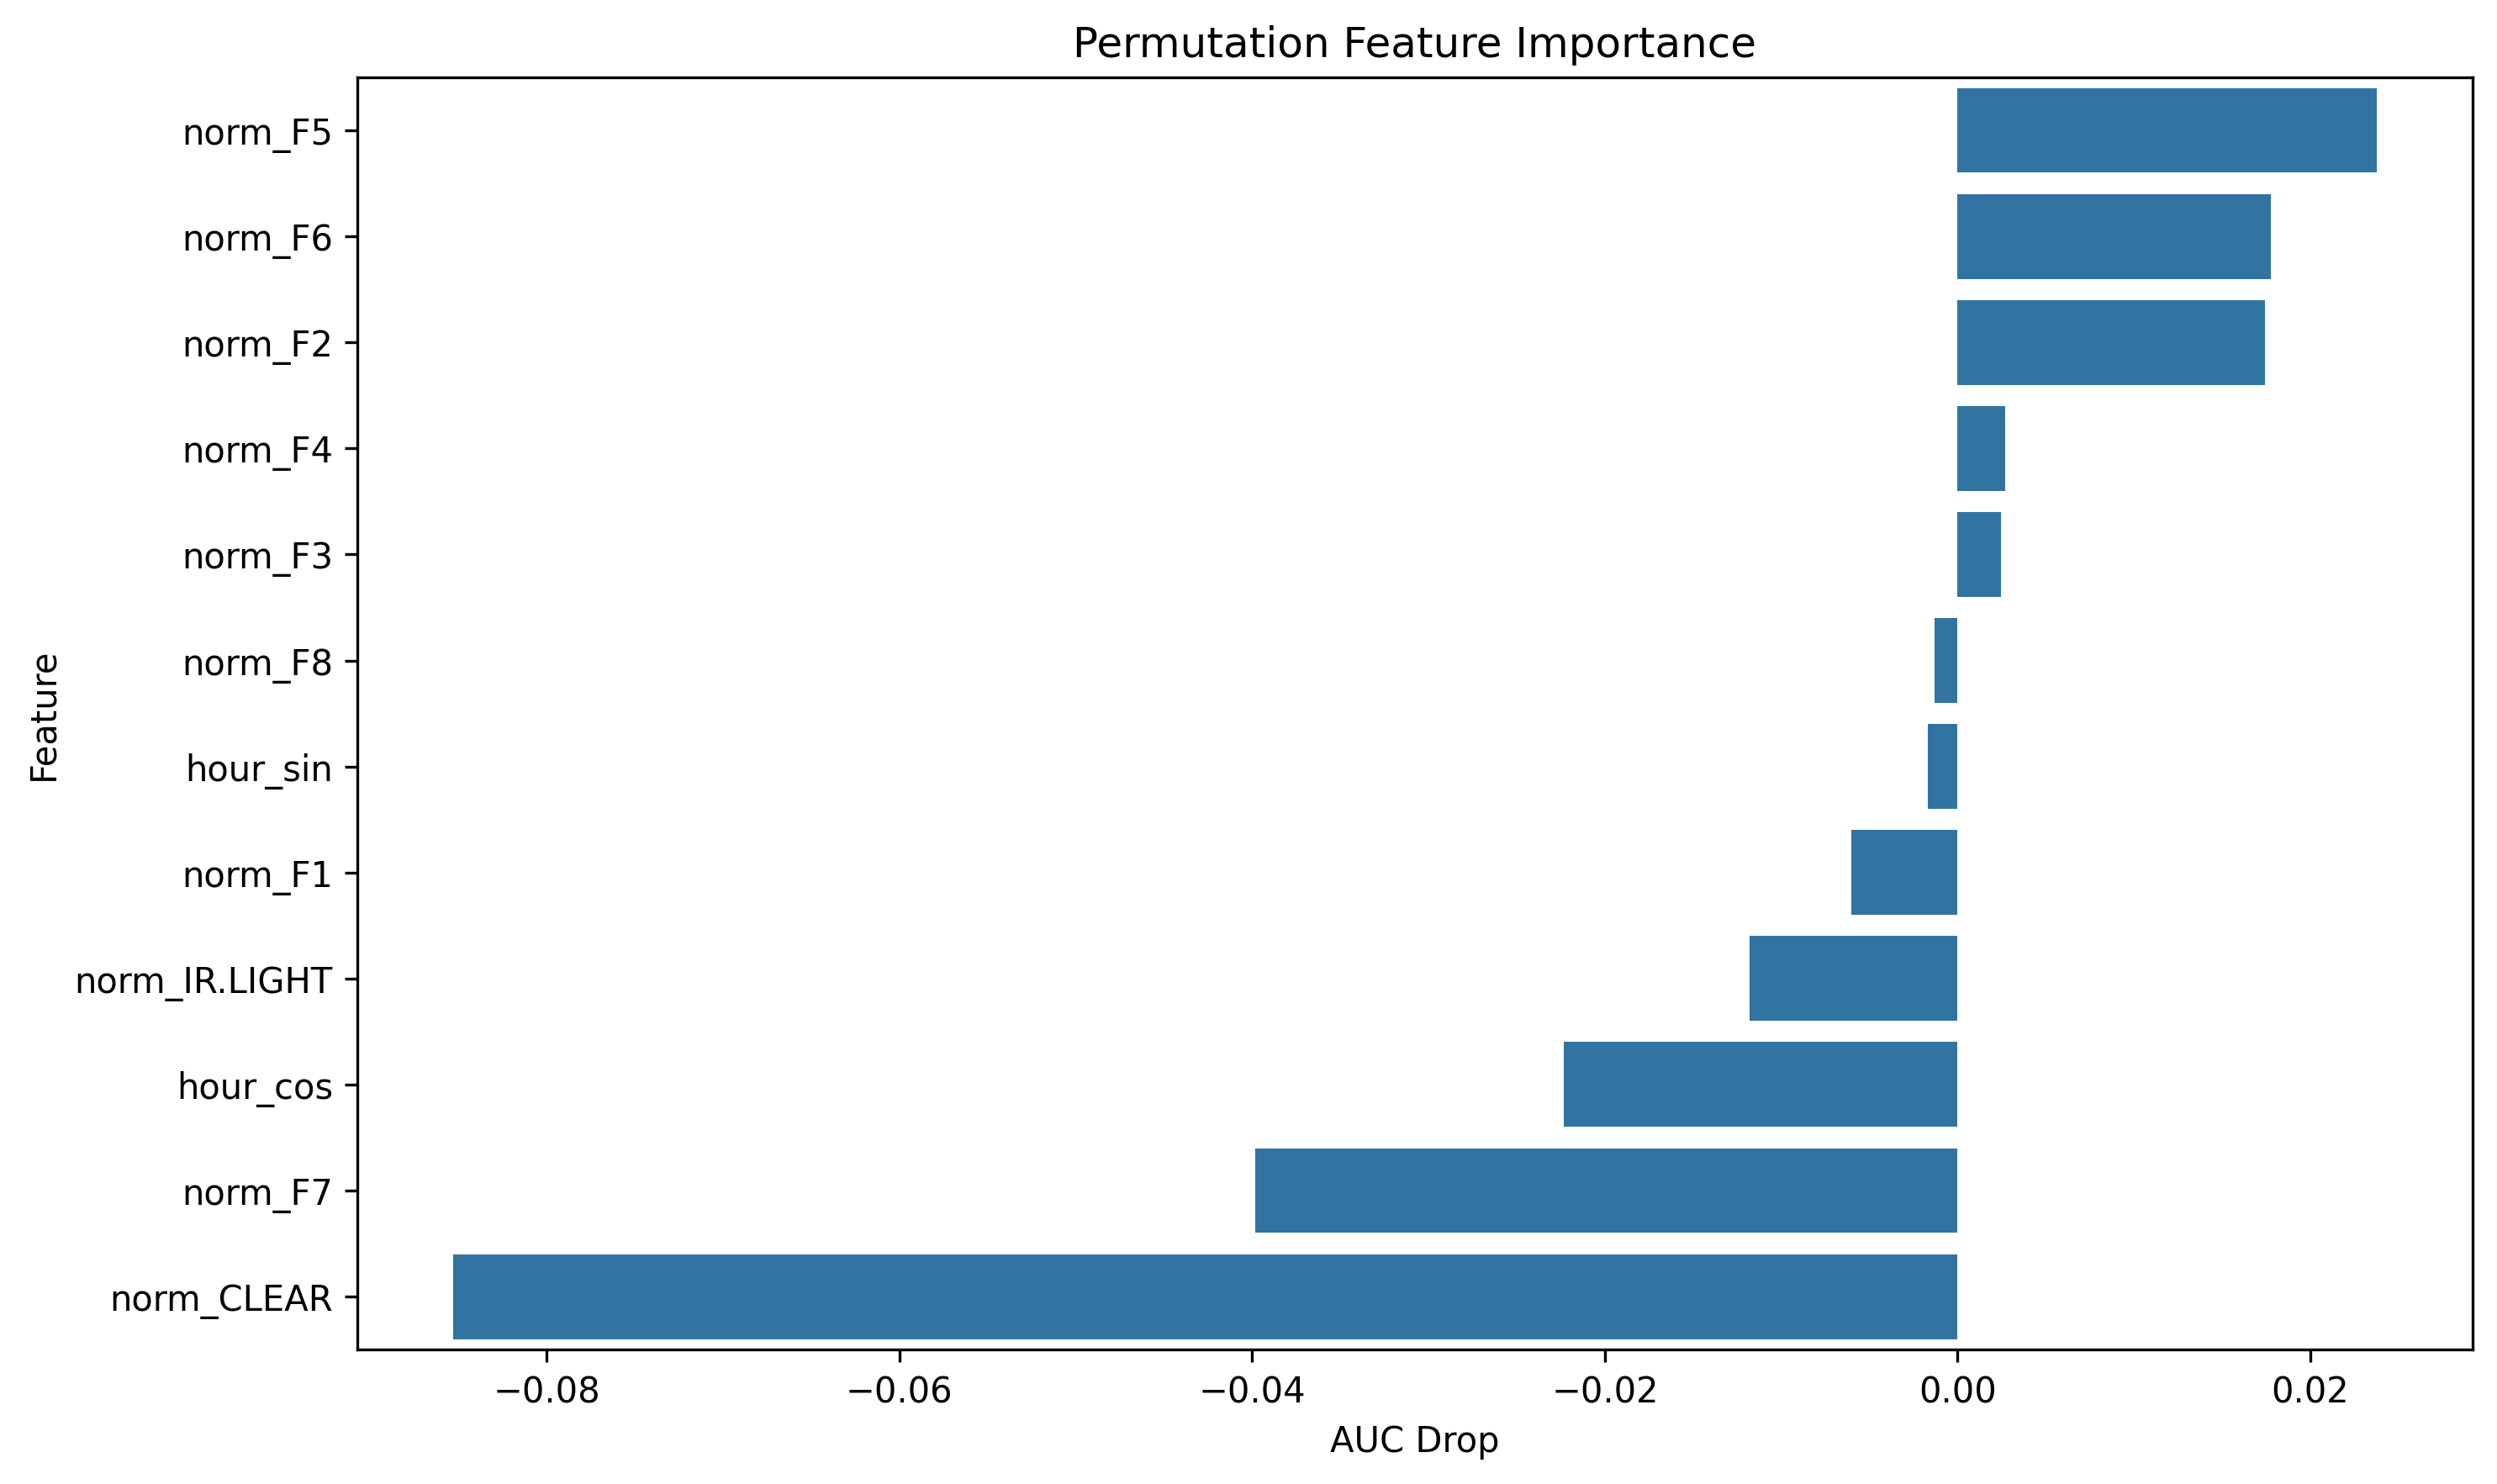 Permutation Feature Importance
norm_F5
norm_F6
norm_F2
norm_F4
norm_F3
norm_F8
hour_sin
norm_F1
norm_IR.LIGHT
hour_cos
norm_F7
norm_CLEAR
Feature
−0.08 −0.06 −0.04 −0.02 0.00 0.02
AUC Drop